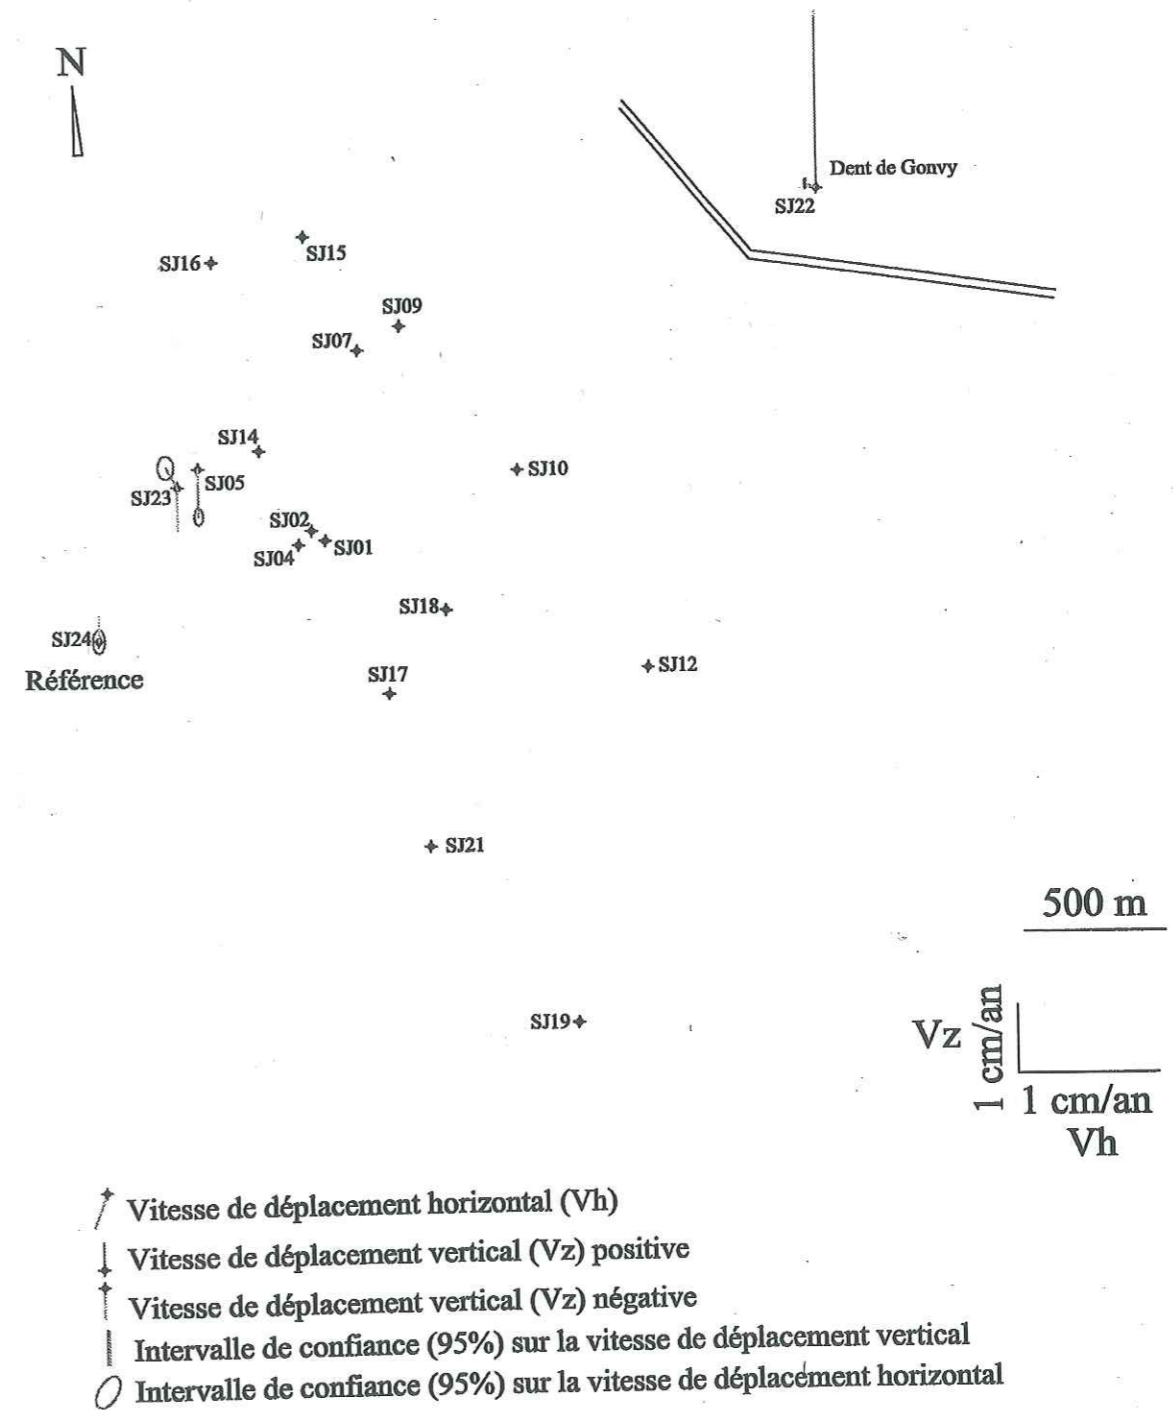 N
Dent de Gonvy
SJ22
SJ15
SJ16
SJ09
SJ07
SJ14
SJ10
SJ05
SJ23
SJ02
SJ01
SJ04
SJ18
SJ24
Référence
SJ12
SJ17
SJ21
500 m
SJ19
Vz
1 cm/an
1 cm/an
Vh
Vitesse de déplacement horizontal (Vh)
Vitesse de déplacement vertical (Vz) positive
Vitesse de déplacement vertical (Vz) négative
Intervalle de confiance (95%) sur la vitesse de déplacement vertical
Intervalle de confiance (95%) sur la vitesse de déplacement horizontal